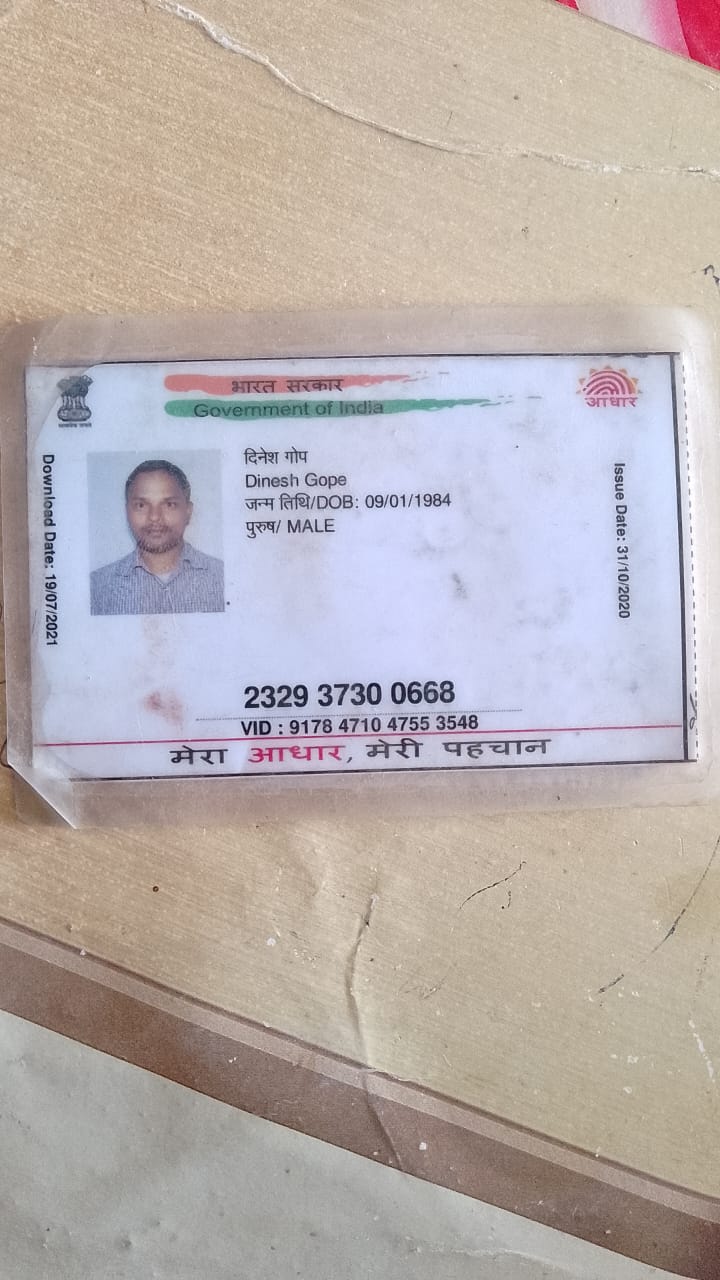 भारत सरकार
Government of India
आधार
Download Date: 19/07/2021
दिनेश गोप
Dinesh Gope
जन्म तिथि/DOB: 09/01/1984
पुरुष/ MALE
Issue Date: 31/10/2020
2329 3730 0668
VID : 9178 4710 4755 3548
मेरा आधार, मेरी पहचान